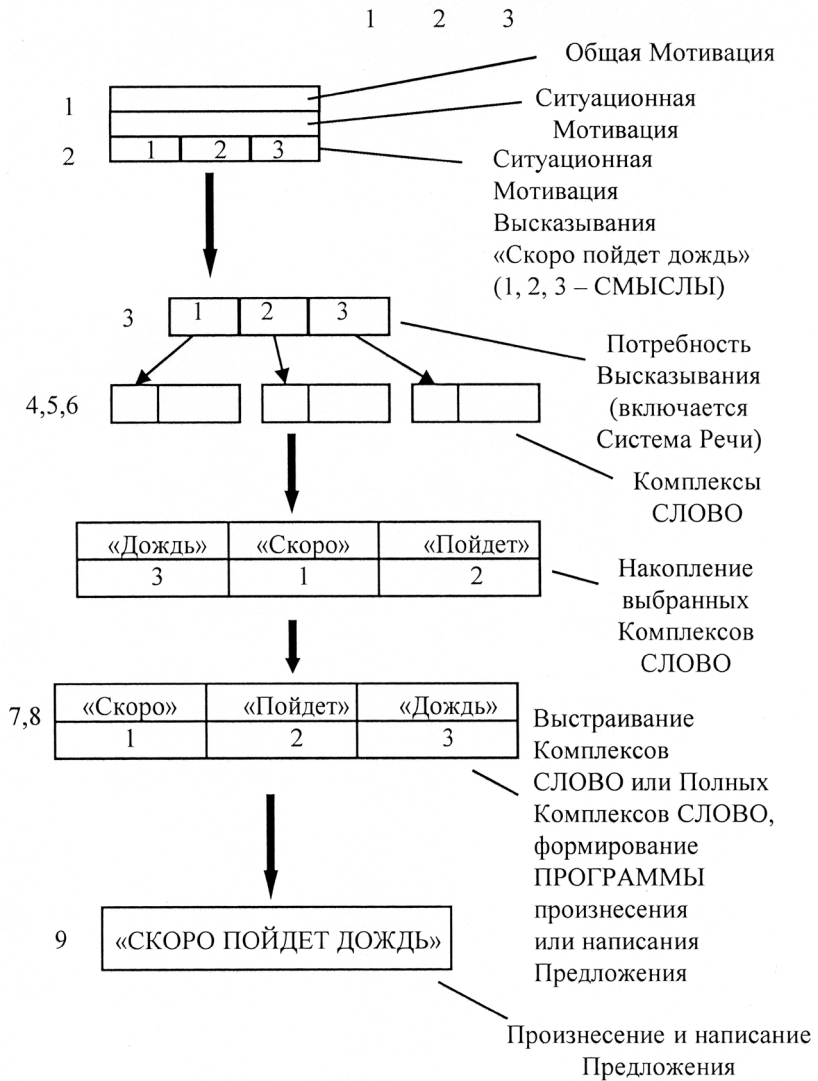 1 2 3
Общая Мотивация
1
Ситуационная
Мотивация
2
1 2 3
Ситуационная
Мотивация
Высказывания
«Скоро пойдет дождь»
(1, 2, 3 – СМЫСЛЫ)
3
1 2 3
Потребность
Высказывания
(включается
Система Речи)
4,5,6
Комплексы
СЛОВО
«Дождь» «Скоро» «Пойдет»
3 1 2
Накопление
выбранных
Комплексов
СЛОВО
7,8
«Скоро» «Пойдет» «Дождь»
1 2 3
Выстраивание
Комплексов
СЛОВО или Полных
Комплексов СЛОВО,
формирование
ПРОГРАММЫ
произнесения
или написания
Предложения
9
«СКОРО ПОЙДЕТ ДОЖДЬ»
Произнесение и написание
Предложения